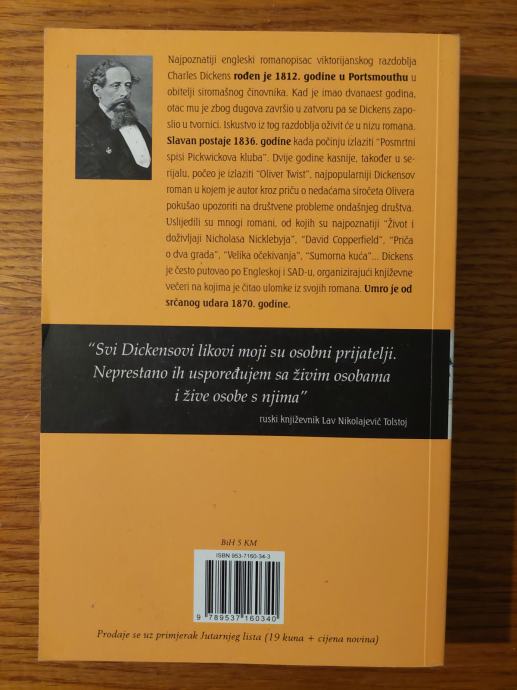 Najpoznatiji engleski romanopisac viktorijanskog razdoblja
Charles Dickens rođen je 1812. godine u Portsmouthu u
obitelji siromašnog činovnika. Kad je imao dvanaest godina,
otac mu je zbog dugova završio u zatvoru pa se Dickens zapo-
slio u tvornici. Iskustvo iz tog razdoblja oživit će u nizu romana.
Slavan postaje 1836. godine kada počinju izlaziti "Posmrtni
spisi Pickwickova kluba". Dvije godine kasnije, također u se-
rijalu, počeo je izlaziti "Oliver Twist", najpopularniji Dickensov
roman u kojem je autor kroz priču o nedaćama siročeta Olivera
pokušao upozoriti na društvene probleme ondašnjeg društva.
Uslijedili su mnogi romani, od kojih su najpoznatiji "Život i
doživljaji Nicholasa Nicklebyja", "David Copperfield", "Priča
o dva grada", "Velika očekivanja", "Sumorna kuća"... Dickens
je često putovao po Engleskoj i SAD-u, organizirajući književne
večeri na kojima je čitao ulomke iz svojih romana. Umro je od
srčanog udara 1870. godine.
"Svi Dickensovi likovi moji su osobni prijatelji.
Neprestano ih uspoređujem sa živim osobama
i žive osobe s njima"
ruski književnik Lav Nikolajevič Tolstoj
BiH 5 KM
ISBN 953-7160-34-3
9 789537 160340
Prodaje se uz primjerak Jutarnjeg lista (19 kuna + cijena novina)